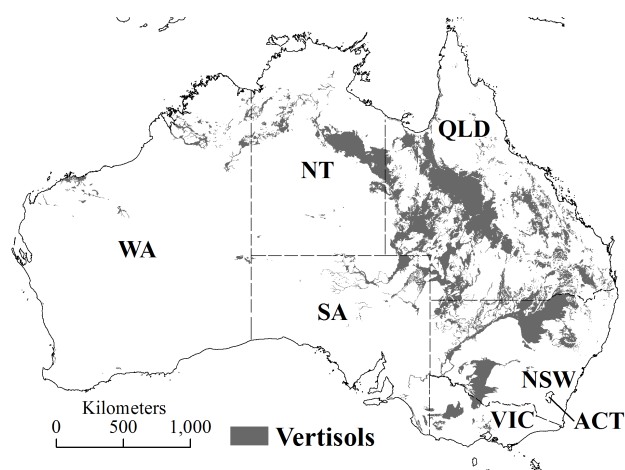 QLD
NT
WA
SA
NSW
VIC
ACT
Kilometers
0 500 1,000
Vertisols